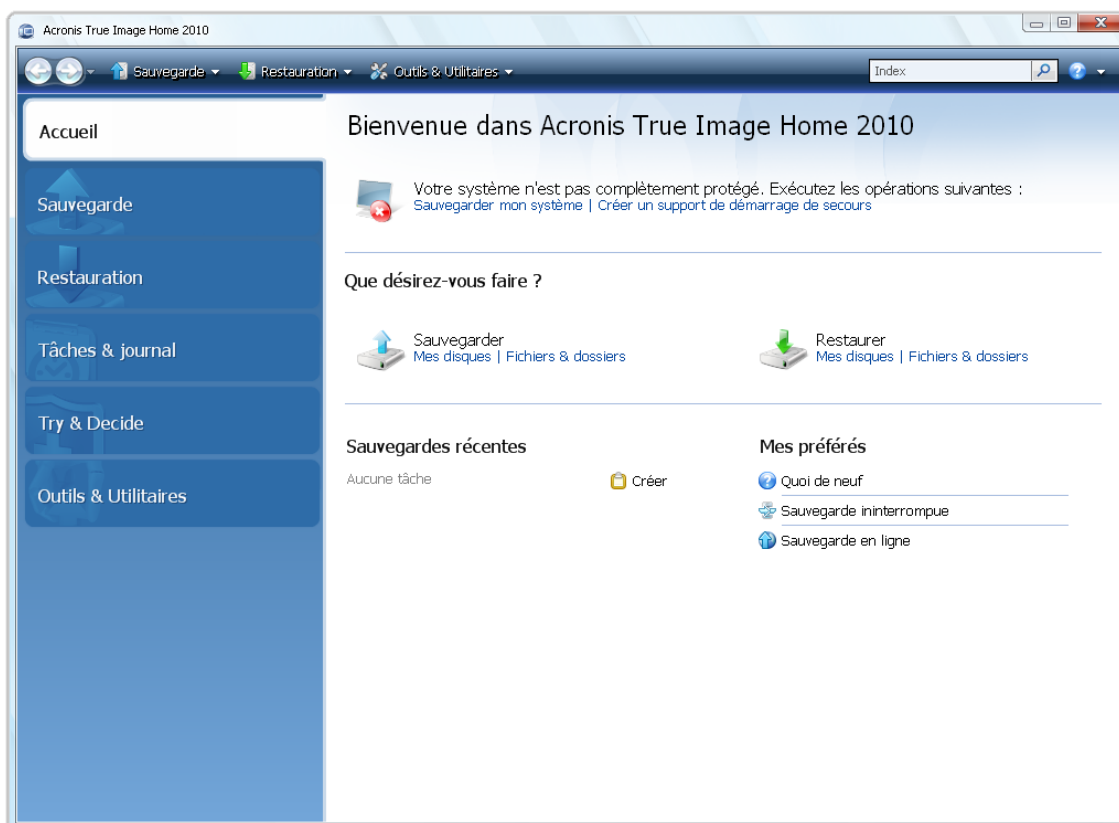 Acronis True Image Home 2010
Sauvegarde Restauration Outils & Utilitaires Index
Accueil
Sauvegarde
Restauration
Tâches & journal
Try & Decide
Outils & Utilitaires
Bienvenue dans Acronis True Image Home 2010
Votre système n'est pas complètement protégé. Exécutez les opérations suivantes :
Sauvegarder mon système | Créer un support de démarrage de secours
Que désirez-vous faire ?
Sauvegarder
Mes disques | Fichiers & dossiers
Restaurer
Mes disques | Fichiers & dossiers
Sauvegardes récentes
Aucune tâche
Créer
Mes préférés
Quoi de neuf
Sauvegarde ininterrompue
Sauvegarde en ligne